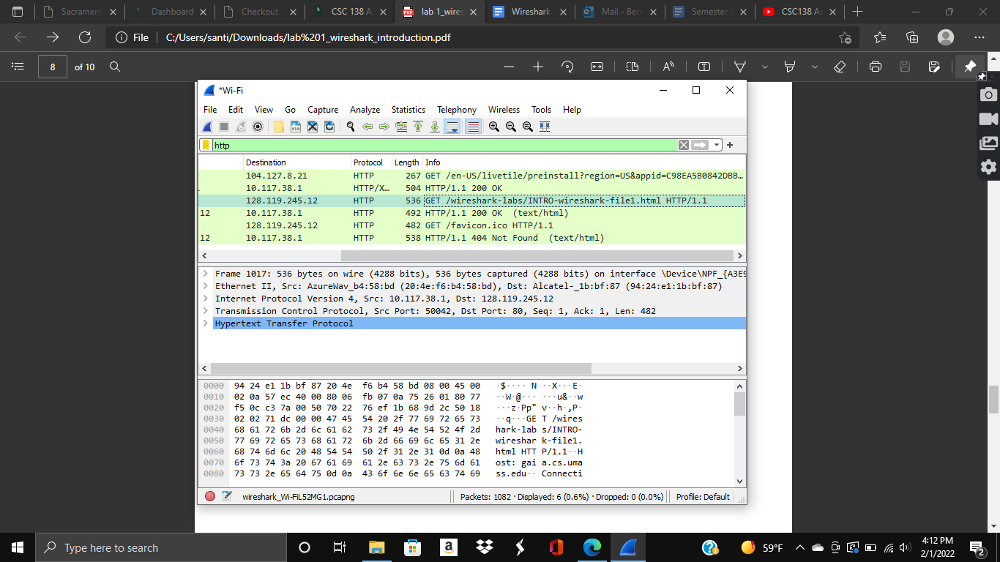 Sacrament
Dashboard
Checkout
CSC 138 A
lab 1_wires
Wireshark
Mail - Ber
Semester
CSC138 As
File
C:/Users/santi/Downloads/lab%201_wireshark_introduction.pdf
8 of 10
*Wi-Fi
File Edit View Go Capture Analyze Statistics Telephony Wireless Tools Help
http
Destination Protocol Length Info
104.127.8.21 HTTP 267 GET /en-US/livetile/preinstall?region=US&appid=C98EA5B0842DBB…
10.117.38.1 HTTP/X… 504 HTTP/1.1 200 OK
128.119.245.12 HTTP 536 GET /wireshark-labs/INTRO-wireshark-file1.html HTTP/1.1
12 10.117.38.1 HTTP 492 HTTP/1.1 200 OK (text/html)
128.119.245.12 HTTP 482 GET /favicon.ico HTTP/1.1
12 10.117.38.1 HTTP 538 HTTP/1.1 404 Not Found (text/html)
Frame 1017: 536 bytes on wire (4288 bits), 536 bytes captured (4288 bits) on interface \Device\NPF_{A3E9
Ethernet II, Src: AzureWav_b4:58:bd (20:4e:f6:b4:58:bd), Dst: Alcatel-_1b:bf:87 (94:24:e1:1b:bf:87)
Internet Protocol Version 4, Src: 10.117.38.1, Dst: 128.119.245.12
Transmission Control Protocol, Src Port: 50042, Dst Port: 80, Seq: 1, Ack: 1, Len: 482
Hypertext Transfer Protocol
0000 94 24 e1 1b bf 87 20 4e f6 b4 58 bd 08 00 45 00 ·$···· N ··X···E·
0010 02 0a 57 ec 40 00 80 06 fb 07 0a 75 26 01 80 77 ··W·@··· ···u&··w
0020 f5 0c c3 7a 00 50 70 22 76 ef 1b 68 9d 2c 50 18 ···z·Pp" v··h·,P·
0030 02 02 71 dc 00 00 47 45 54 20 2f 77 69 72 65 73 ··q···GE T /wires
0040 68 61 72 6b 2d 6c 61 62 73 2f 49 4e 54 52 4f 2d hark-lab s/INTRO-
0050 77 69 72 65 73 68 61 72 6b 2d 66 69 6c 65 31 2e wireshar k-file1.
0060 68 74 6d 6c 20 48 54 54 50 2f 31 2e 31 0d 0a 48 html HTT P/1.1··H
0070 6f 73 74 3a 20 67 61 69 61 2e 63 73 2e 75 6d 61 ost: gai a.cs.uma
0080 73 73 2e 65 64 75 0d 0a 43 6f 6e 6e 65 63 74 69 ss.edu·· Connecti
wireshark_Wi-FiL52MG1.pcapng
Packets: 1082 · Displayed: 6 (0.6%) · Dropped: 0 (0.0%)
Profile: Default
Type here to search
59°F
4:12 PM
2/1/2022
2